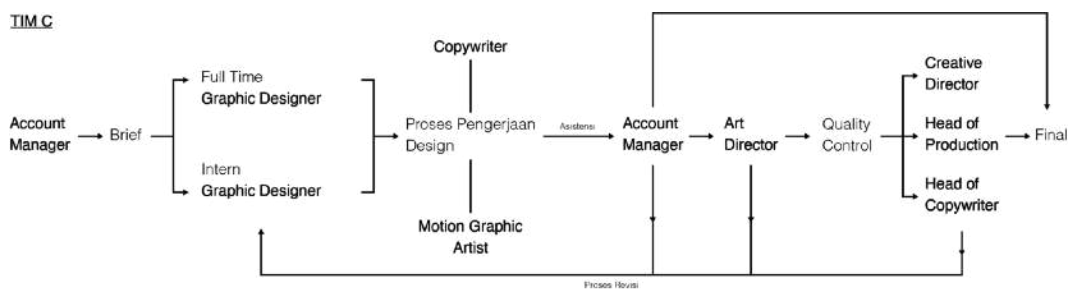 TIM C
Account
Manager
Brief
Full Time
Graphic Designer
Intern
Graphic Designer
Copywriter
Proses Pengerjaan
Design
Motion Graphic
Artist
Asistensi
Account
Manager
Art
Director
Quality
Control
Creative
Director
Head of
Production
Head of
Copywriter
Final
Proses Revisi